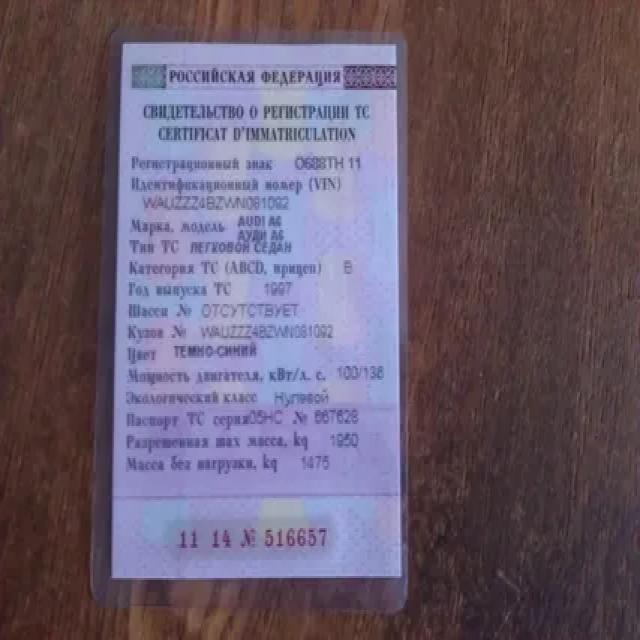 РОССИЙСКАЯ ФЕДЕРАЦИЯ
СВИДЕТЕЛЬСТВО О РЕГИСТРАЦИИ ТС
CERTIFICAT D'IMMATRICULATION
Регистрационный знак О688ТН 11
Идентификационный номер (VIN)
WAUZZZ4BZWN081092
Марка, модель AUDI A6
АУДИ А6
Тип ТС ЛЕГКОВОЙ СЕДАН
Категория ТС (ABCD, прицеп) В
Год выпуска ТС 1997
Шасси № ОТСУТСТВУЕТ
Кузов № WAUZZZ4BZWN081092
Цвет ТЕМНО-СИНИЙ
Мощность двигателя, кВт/л. с. 100/136
Экологический класс Нулевой
Паспорт ТС серия 05НС № 667628
Разрешенная max масса, kg 1950
Масса без нагрузки, kg 1475
11 14 № 516657